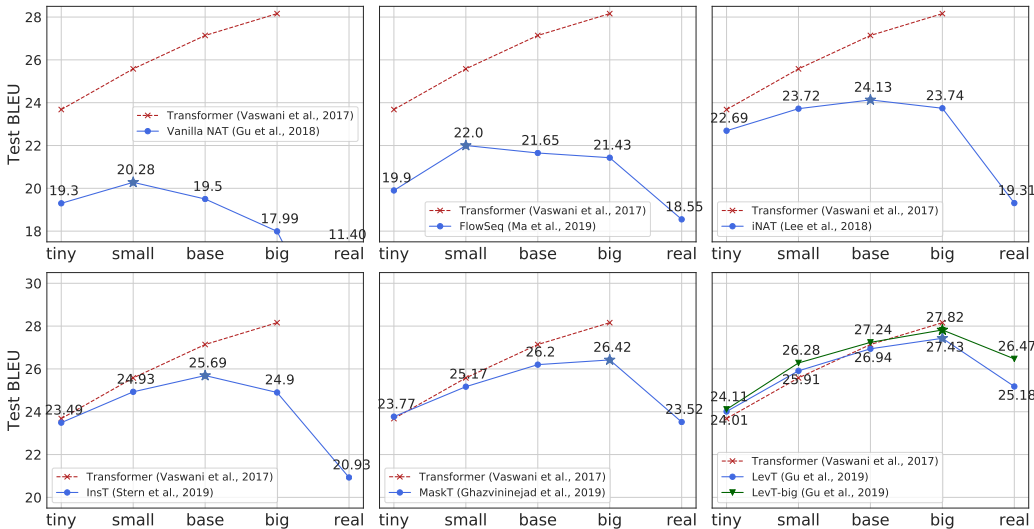 28
26
24
22
20
18
Test BLEU
19.3
20.28
19.5
17.99
11.40
Transformer (Vaswani et al., 2017)
Vanilla NAT (Gu et al., 2018)
tiny small base big real
19.9
22.0
21.65
21.43
18.55
Transformer (Vaswani et al., 2017)
FlowSeq (Ma et al., 2019)
tiny small base big real
22.69
23.72
24.13
23.74
19.31
Transformer (Vaswani et al., 2017)
iNAT (Lee et al., 2018)
tiny small base big real
30
28
26
24
22
20
Test BLEU
23.49
24.93
25.69
24.9
20.93
Transformer (Vaswani et al., 2017)
InsT (Stern et al., 2019)
tiny small base big real
23.77
25.17
26.2
26.42
23.52
Transformer (Vaswani et al., 2017)
MaskT (Ghazvininejad et al., 2019)
tiny small base big real
24.11
26.28
27.24
27.82
26.47
24.01
25.91
26.94
27.43
25.18
Transformer (Vaswani et al., 2017)
LevT (Gu et al., 2019)
LevT-big (Gu et al., 2019)
tiny small base big real